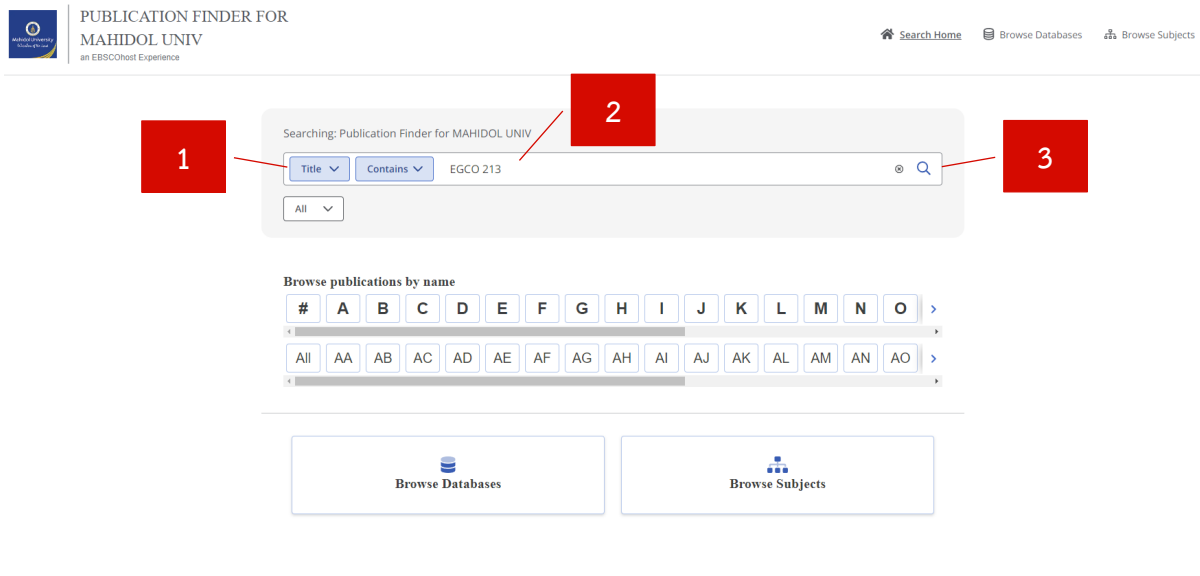 PUBLICATION FINDER FOR
MAHIDOL UNIV
an EBSCOhost Experience
Mahidol University
Search Home
Browse Databases
Browse Subjects
1
2
3
Searching: Publication Finder for MAHIDOL UNIV
Title Contains EGCO 213
All
Browse publications by name
# A B C D E F G H I J K L M N O
All AA AB AC AD AE AF AG AH AI AJ AK AL AM AN AO
Browse Databases
Browse Subjects